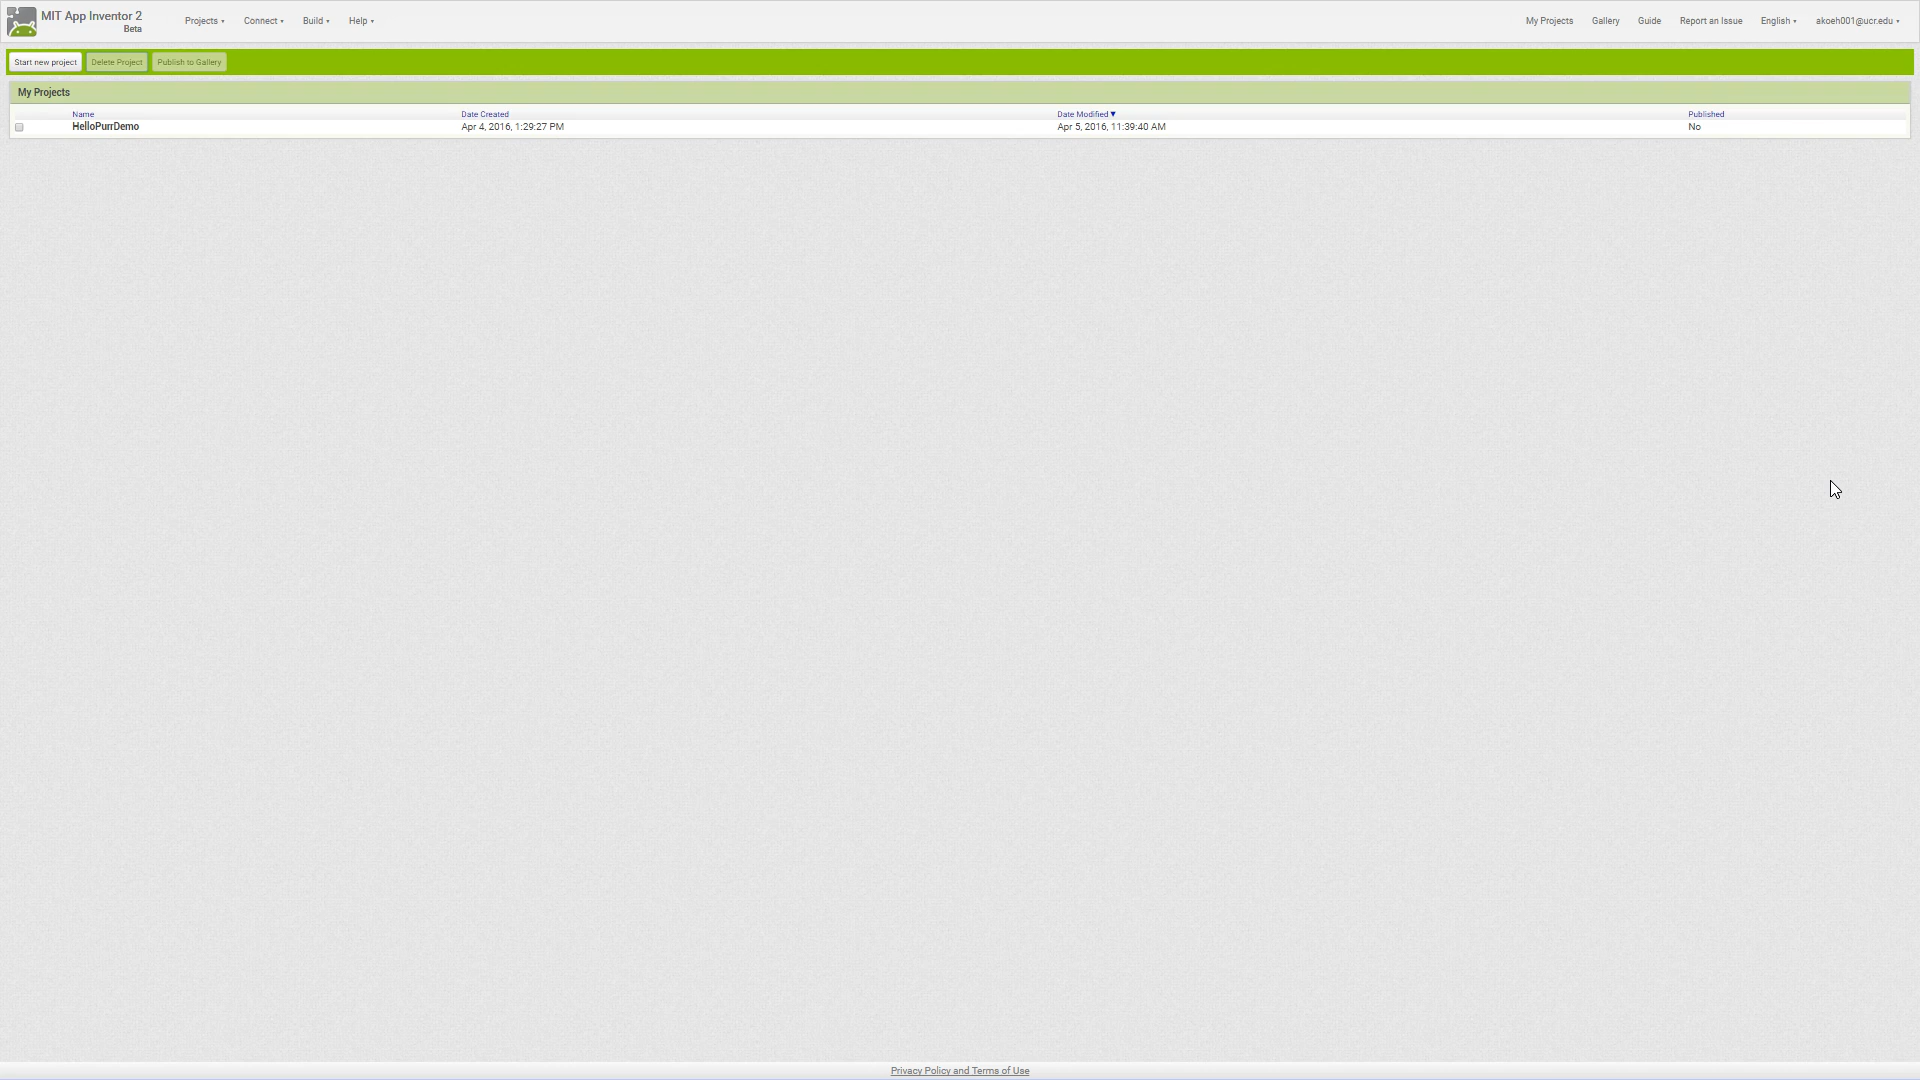 MIT App Inventor 2
Beta
Projects Connect Build Help
My Projects Gallery Guide Report an Issue English akoeh001@ucr.edu
Start new project Delete Project Publish to Gallery
My Projects
Name Date Created Date Modified Published
HelloPurrDemo Apr 4, 2016, 1:29:27 PM Apr 5, 2016, 11:39:40 AM No
Privacy Policy and Terms of Use